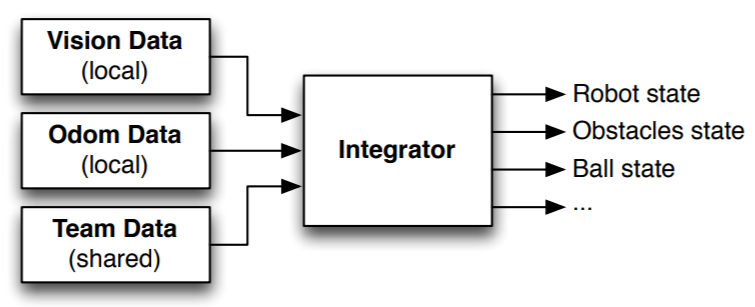 Vision Data
(local)
Odom Data
(local)
Team Data
(shared)
Integrator
Robot state
Obstacles state
Ball state
...